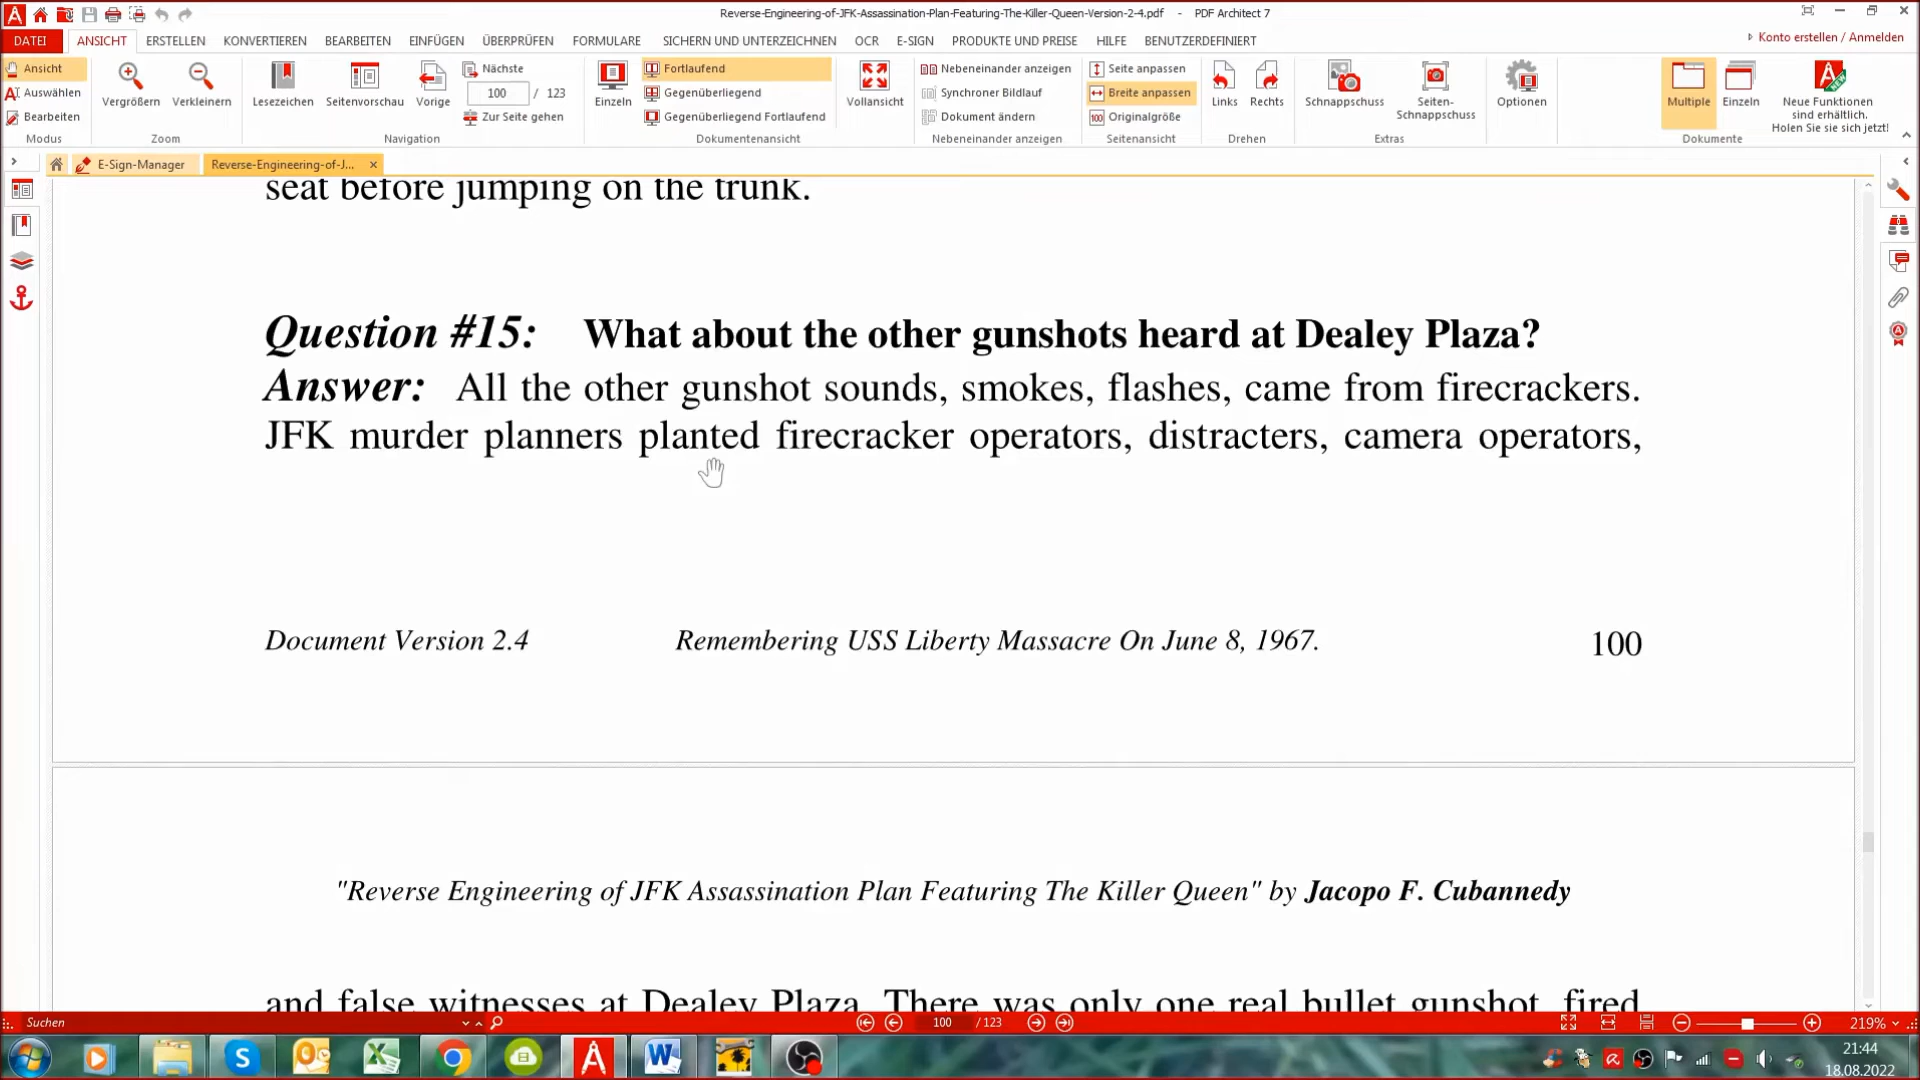 Reverse-Engineering-of-JFK-Assassination-Plan-Featuring-The-Killer-Queen-Version-2-4.pdf - PDF Architect 7
DATEI ANSICHT ERSTELLEN KONVERTIEREN BEARBEITEN EINFÜGEN ÜBERPRÜFEN FORMULARE SICHERN UND UNTERZEICHNEN OCR E-SIGN PRODUKTE UND PREISE HILFE BENUTZERDEFINIERT Konto erstellen / Anmelden
Ansicht
Auswählen
Bearbeiten
Modus
Vergrößern Verkleinern
Zoom
Lesezeichen Seitenvorschau Vorige
Nächste
100 / 123
Zur Seite gehen
Navigation
Einzeln
Fortlaufend
Gegenüberliegend
Gegenüberliegend Fortlaufend
Dokumentenansicht
Vollansicht
Nebeneinander anzeigen
Synchroner Bildlauf
Dokument ändern
Nebeneinander anzeigen
Seite anpassen
Breite anpassen
100 Originalgröße
Seitenansicht
Links Rechts
Drehen
Schnappschuss
Seiten-
Schnappschuss
Extras
Optionen
Multiple Einzeln
Neue Funktionen
sind erhältlich.
Holen Sie sie sich jetzt!
Dokumente
E-Sign-Manager
Reverse-Engineering-of-J... ×
seat before jumping on the trunk.
Question #15: What about the other gunshots heard at Dealey Plaza?
Answer: All the other gunshot sounds, smokes, flashes, came from firecrackers.
JFK murder planners planted firecracker operators, distracters, camera operators,
Document Version 2.4 Remembering USS Liberty Massacre On June 8, 1967. 100
"Reverse Engineering of JFK Assassination Plan Featuring The Killer Queen" by Jacopo F. Cubannedy
and false witnesses at Dealey Plaza. There was only one real bullet gunshot, fired
Suchen
100 / 123
219%
21:44
18.08.2022